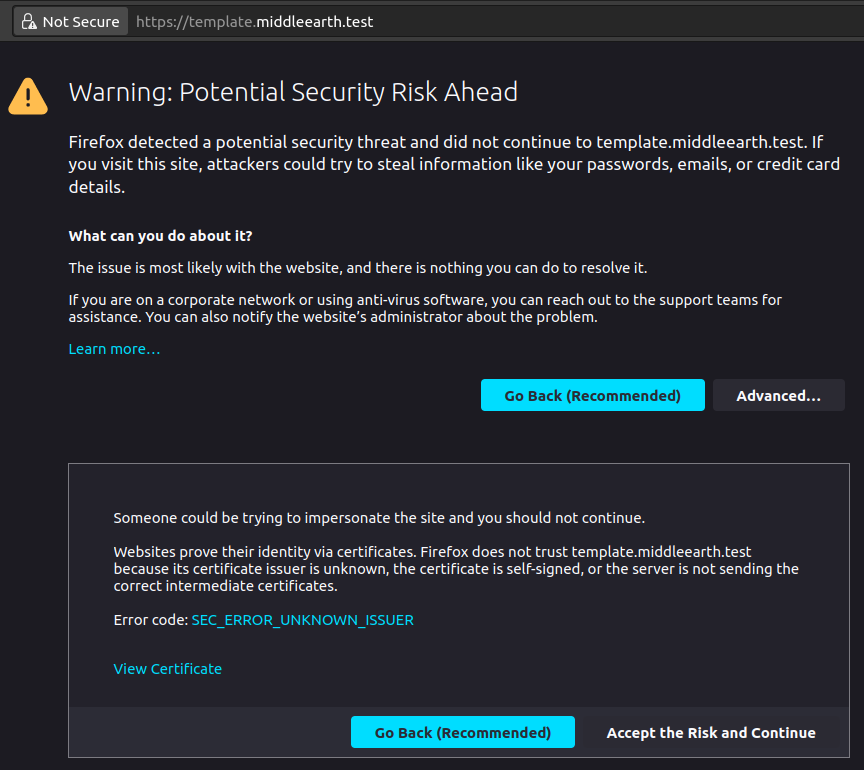 Not Secure https://template.middleearth.test
Warning: Potential Security Risk Ahead
Firefox detected a potential security threat and did not continue to template.middleearth.test. If
you visit this site, attackers could try to steal information like your passwords, emails, or credit card
details.
What can you do about it?
The issue is most likely with the website, and there is nothing you can do to resolve it.
If you are on a corporate network or using anti-virus software, you can reach out to the support teams for
assistance. You can also notify the website’s administrator about the problem.
Learn more…
Go Back (Recommended) Advanced…
Someone could be trying to impersonate the site and you should not continue.
Websites prove their identity via certificates. Firefox does not trust template.middleearth.test
because its certificate issuer is unknown, the certificate is self-signed, or the server is not sending the
correct intermediate certificates.
Error code: SEC_ERROR_UNKNOWN_ISSUER
View Certificate
Go Back (Recommended) Accept the Risk and Continue